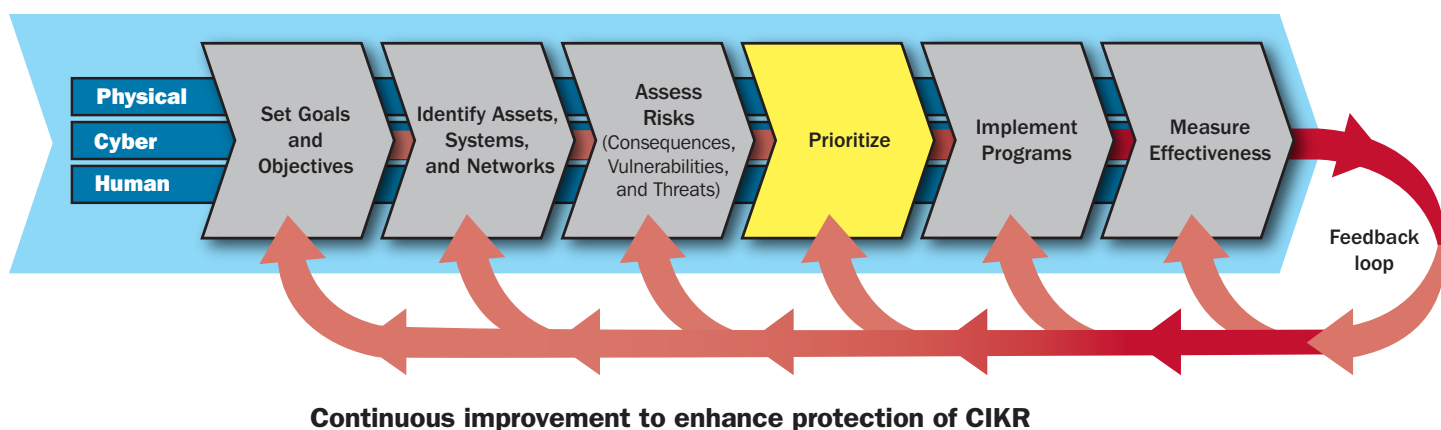 Physical
Cyber
Human
Set Goals
and
Objectives
Identify Assets,
Systems,
and Networks
Assess
Risks
(Consequences,
Vulnerabilities,
and Threats)
Prioritize
Implement
Programs
Measure
Effectiveness
Feedback
loop
Continuous improvement to enhance protection of CIKR